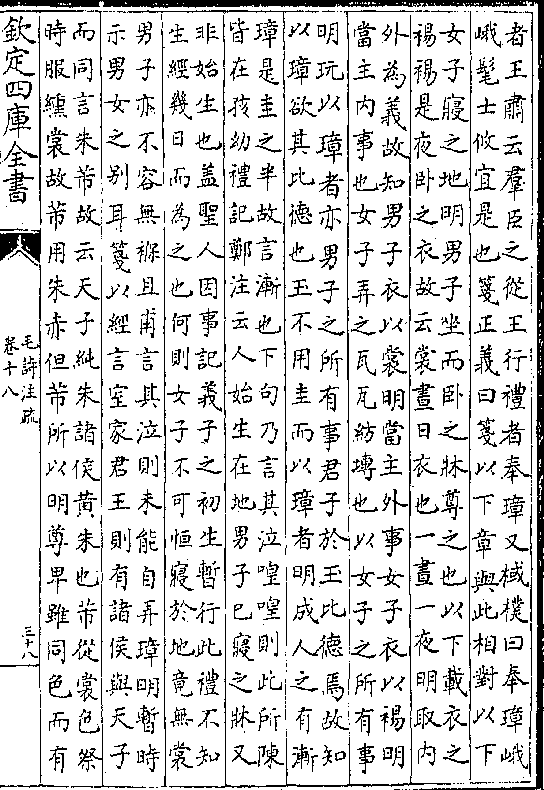 者王肅云羣臣之從王行禮者奉璋又棫樸曰奉璋峨
峨髦士攸宜是也箋正義曰箋以下章與此相對以下
女子寢之地明男子坐而卧之牀尊之也以下載衣之
裼裼是夜卧之衣故云裳晝日衣也一晝一夜明取内
外為義故知男子衣以裳明當主外事女子衣以裼明
當主内事也女子弄之瓦瓦紡塼也以女子之所有事
明玩以璋者亦男子之所有事君子於玉比德焉故知
以璋欲其比德也玉不用圭而以璋者明成人之有漸
璋是圭之半故言漸也下句乃言其泣喤喤則此所陳
皆在孩幼禮記鄭注云人始生在地男子已寢之牀又
非始生也盖聖人因事記義子之初生暫行此禮不知
生經幾日而為之也何則女子不可恒寢於地竟無裳
男子亦不容無裼且甫言其泣則未能自弄璋明暫時
示男女之别耳箋以經言室家君王則有諸侯與天子
而同言朱芾故云天子純朱諸侯黄朱也芾從裳色祭
時服纁裳故芾用朱赤但芾所以明尊卑雖同色而有
欽定四庫全書
毛詩注疏
卷十八
三十八